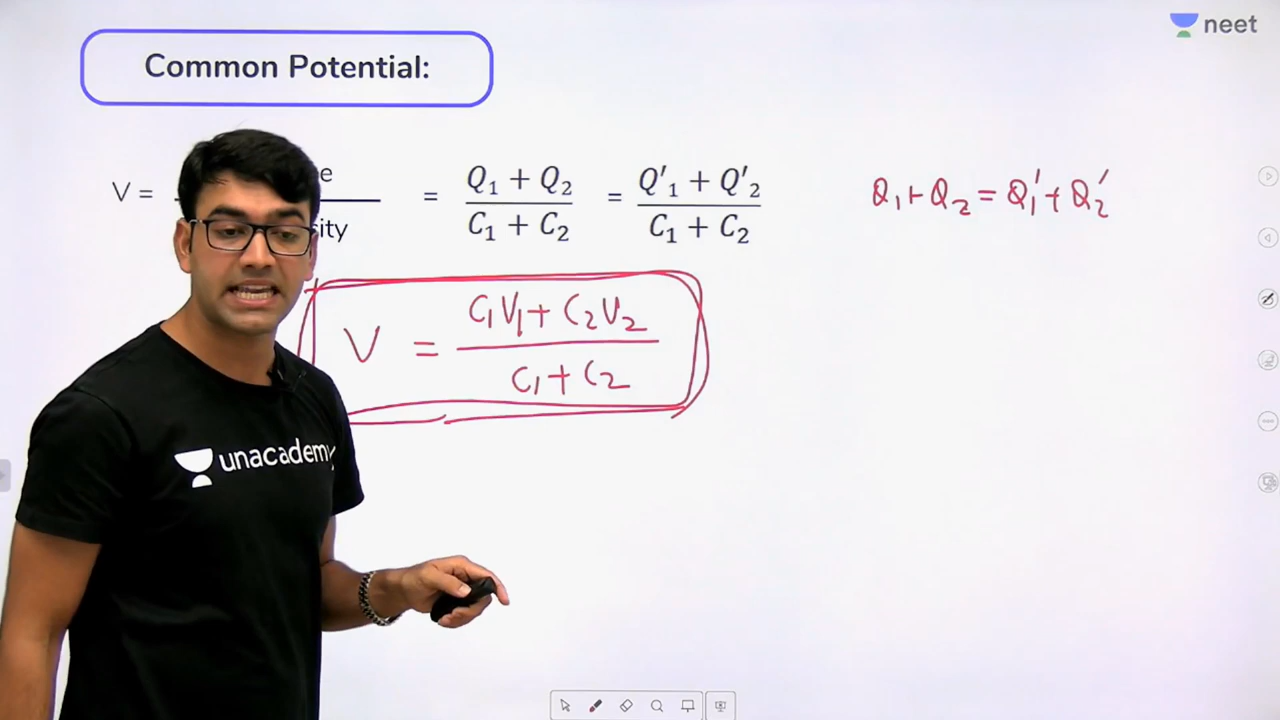 neet
Common Potential:
V = e = Q₁ + Q₂ = Q'₁ + Q'₂ Q₁+Q₂ = Q₁'+Q₂'
sity C₁ + C₂ C₁ + C₂
V = C₁V₁ + C₂V₂
C₁ + C₂
unacademy